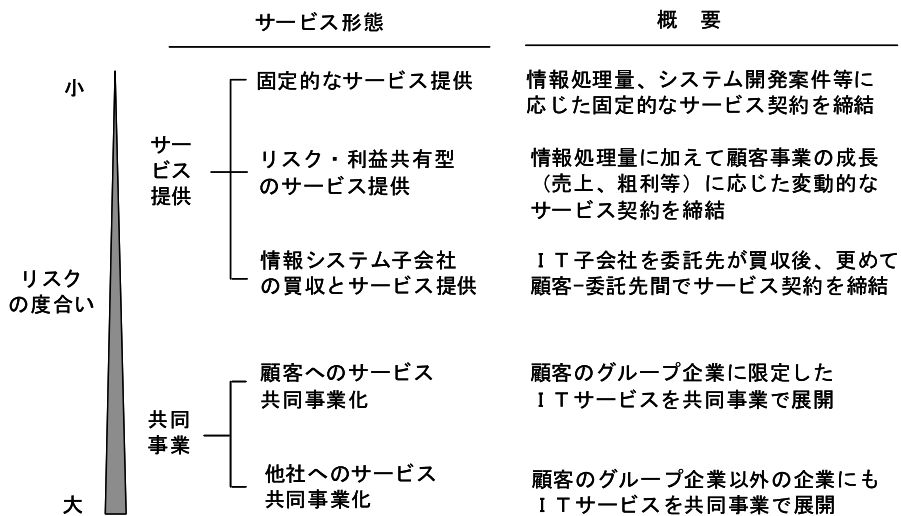 サービス形態
概 要
小
固定的なサービス提供
情報処理量、システム開発案件等に
応じた固定的なサービス契約を締結
サー
ビス
提供
リスク・利益共有型
のサービス提供
情報処理量に加えて顧客事業の成長
（売上、粗利等）に応じた変動的な
サービス契約を締結
情報システム子会社
の買収とサービス提供
ＩＴ子会社を委託先が買収後、更めて
顧客-委託先間でサービス契約を締結
リスク
の度合い
顧客へのサービス
共同事業化
顧客のグループ企業に限定した
ＩＴサービスを共同事業で展開
共同
事業
他社へのサービス
共同事業化
顧客のグループ企業以外の企業にも
ＩＴサービスを共同事業で展開
大